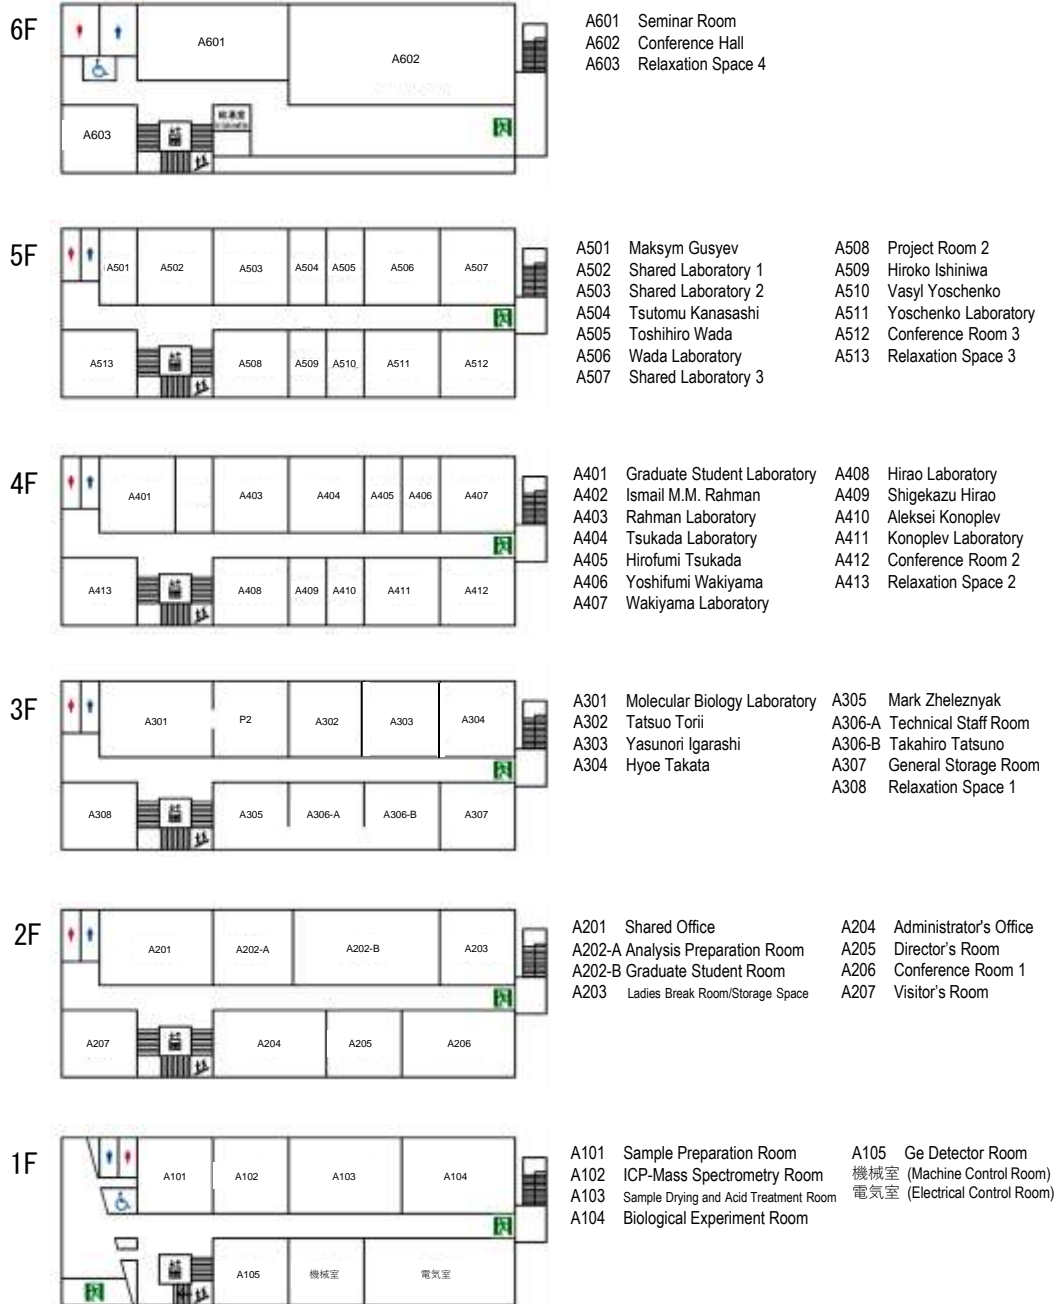 6F
A601
A602
A603
A601 Seminar Room
A602 Conference Hall
A603 Relaxation Space 4
5F
A501
A502
A503
A504
A505
A506
A507
A513
A508
A509
A510
A511
A512
A501 Maksym Gusyev
A502 Shared Laboratory 1
A503 Shared Laboratory 2
A504 Tsutomu Kanasashi
A505 Toshihiro Wada
A506 Wada Laboratory
A507 Shared Laboratory 3
A508 Project Room 2
A509 Hiroko Ishiniwa
A510 Vasyl Yoschenko
A511 Yoschenko Laboratory
A512 Conference Room 3
A513 Relaxation Space 3
4F
A401
A403
A404
A405
A406
A407
A413
A408
A409
A410
A411
A412
A401 Graduate Student Laboratory
A402 Ismail M.M. Rahman
A403 Rahman Laboratory
A404 Tsukada Laboratory
A405 Hirofumi Tsukada
A406 Yoshifumi Wakiyama
A407 Wakiyama Laboratory
A408 Hirao Laboratory
A409 Shigekazu Hirao
A410 Aleksei Konoplev
A411 Konoplev Laboratory
A412 Conference Room 2
A413 Relaxation Space 2
3F
A301
P2
A302
A303
A304
A308
A305
A306-A
A306-B
A307
A301 Molecular Biology Laboratory
A302 Tatsuo Torii
A303 Yasunori Igarashi
A304 Hyoe Takata
A305 Mark Zheleznyak
A306-A Technical Staff Room
A306-B Takahiro Tatsuno
A307 General Storage Room
A308 Relaxation Space 1
2F
A201
A202-A
A202-B
A203
A207
A204
A205
A206
A201 Shared Office
A202-A Analysis Preparation Room
A202-B Graduate Student Room
A203 Ladies Break Room/Storage Space
A204 Administrator's Office
A205 Director's Room
A206 Conference Room 1
A207 Visitor's Room
1F
A101
A102
A103
A104
A105
機械室
電気室
A101 Sample Preparation Room
A102 ICP-Mass Spectrometry Room
A103 Sample Drying and Acid Treatment Room
A104 Biological Experiment Room
A105 Ge Detector Room
機械室 (Machine Control Room)
電気室 (Electrical Control Room)